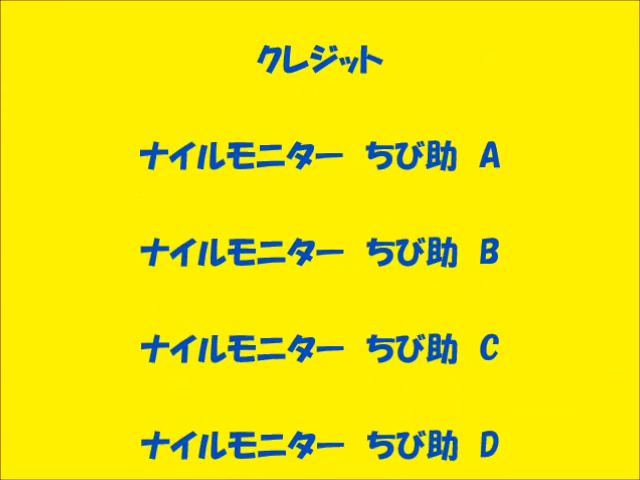 クレジット
ナイルモニター　ちび助　A
ナイルモニター　ちび助　B
ナイルモニター　ちび助　C
ナイルモニター　ちび助　D